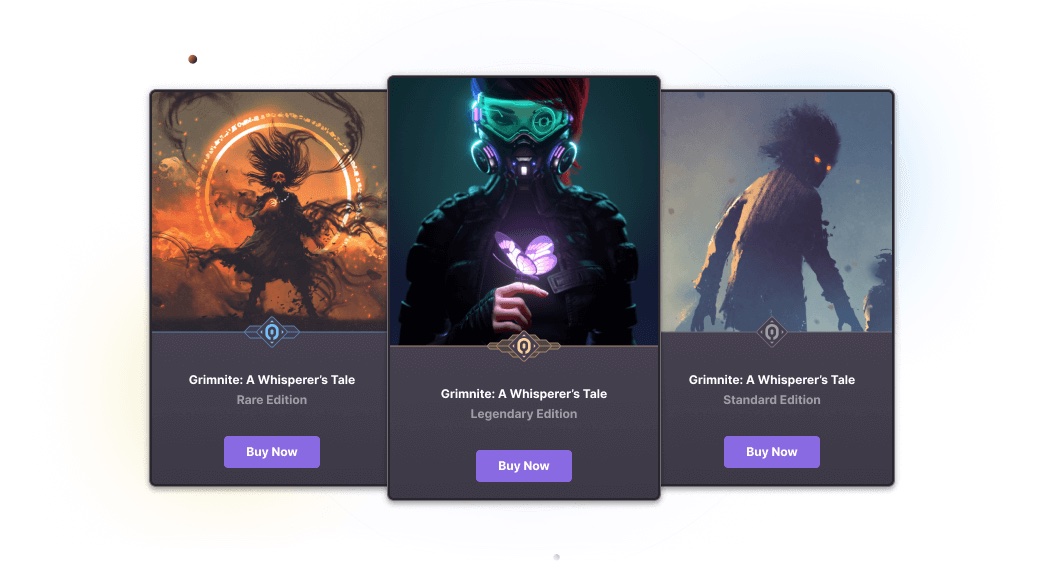 Grimnite: A Whisperer's Tale
Rare Edition
Buy Now
Grimnite: A Whisperer's Tale
Legendary Edition
Buy Now
Grimnite: A Whisperer's Tale
Standard Edition
Buy Now